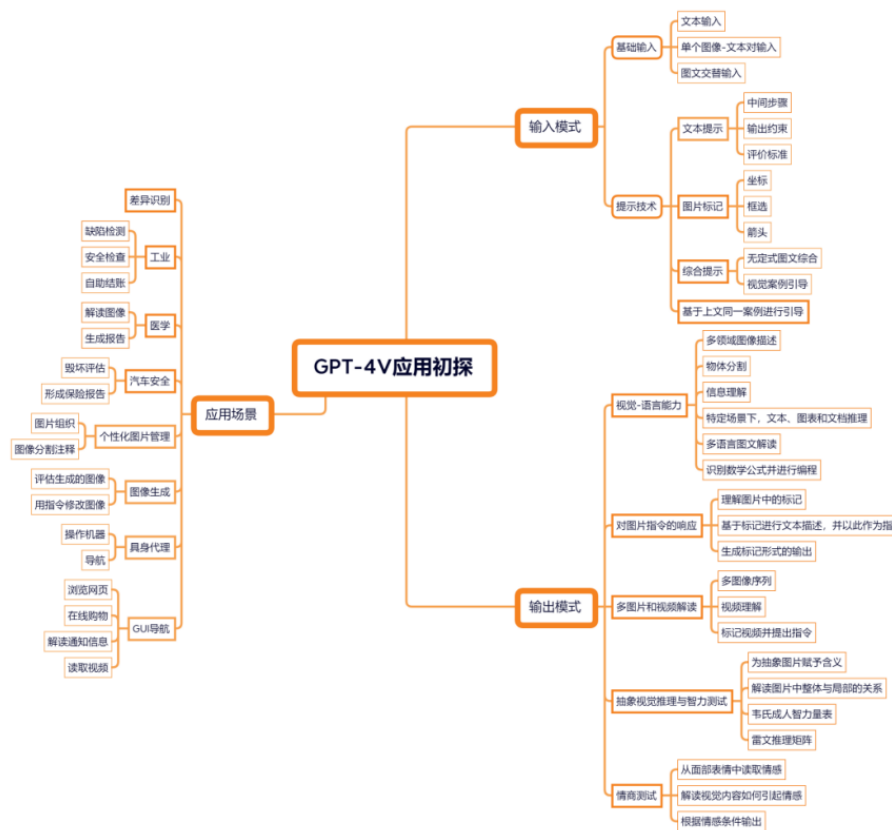 GPT-4V应用初探
输入模式
基础输入
文本输入
单个图像-文本对输入
图文交替输入
提示技术
文本提示
中间步骤
输出约束
评价标准
图片标记
坐标
框选
箭头
综合提示
无定式图文综合
视觉案例引导
基于上文同一案例进行引导
输出模式
视觉-语言能力
多领域图像描述
物体分割
信息理解
特定场景下，文本、图表和文档推理
多语言图文解读
识别数学公式并进行编程
对图片指令的响应
理解图片中的标记
基于标记进行文本描述，并以此作为指
生成标记形式的输出
多图片和视频解读
多图像序列
视频理解
标记视频并提出指令
抽象视觉推理与智力测试
为抽象图片赋予含义
解读图片中整体与局部的关系
韦氏成人智力量表
雷文推理矩阵
情商测试
从面部表情中读取情感
解读视觉内容如何引起情感
根据情感条件输出
应用场景
差异识别
工业
缺陷检测
安全检查
自助结账
医学
解读图像
生成报告
汽车安全
毁坏评估
形成保险报告
个性化图片管理
图片组织
图像分割注释
图像生成
评估生成的图像
用指令修改图像
具身代理
操作机器
导航
GUI导航
浏览网页
在线购物
解读通知信息
读取视频